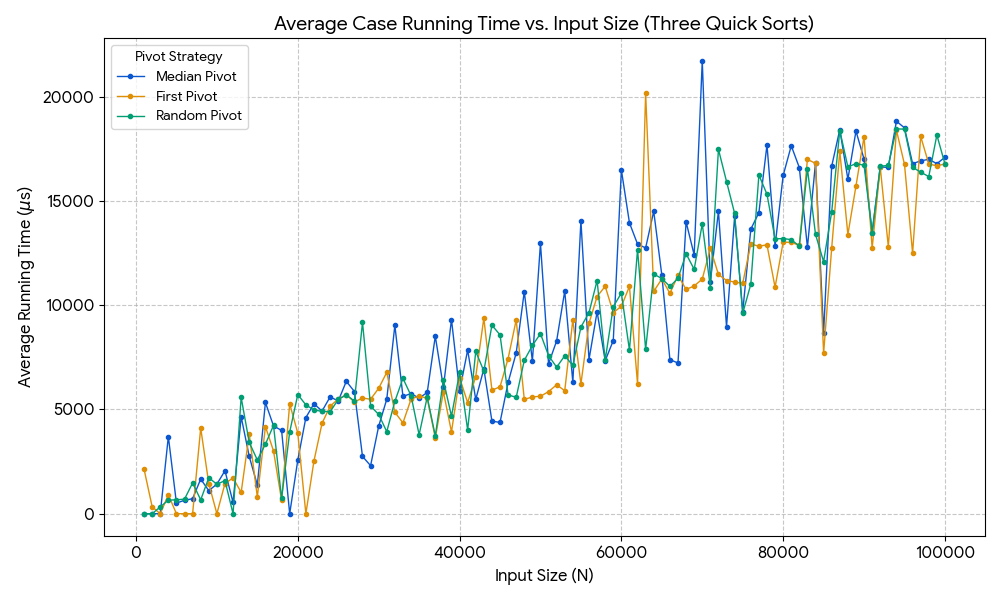 Average Case Running Time vs. Input Size (Three Quick Sorts)
Pivot Strategy
Median Pivot
First Pivot
Random Pivot
Average Running Time (μs)
20000
15000
10000
5000
0
0 20000 40000 60000 80000 100000
Input Size (N)